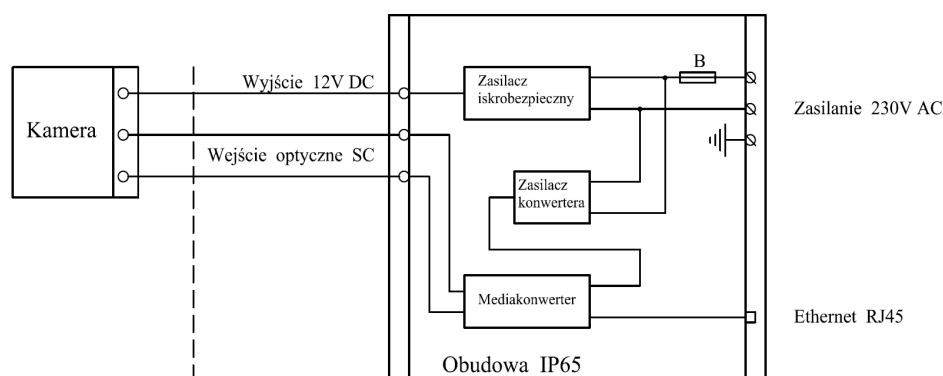 B
Wyjście 12V DC
Zasilacz
iskrobezpieczny
Zasilanie 230V AC
Kamera
Wejście optyczne SC
Zasilacz
konwertera
Mediakonwerter
Ethernet RJ45
Obudowa IP65